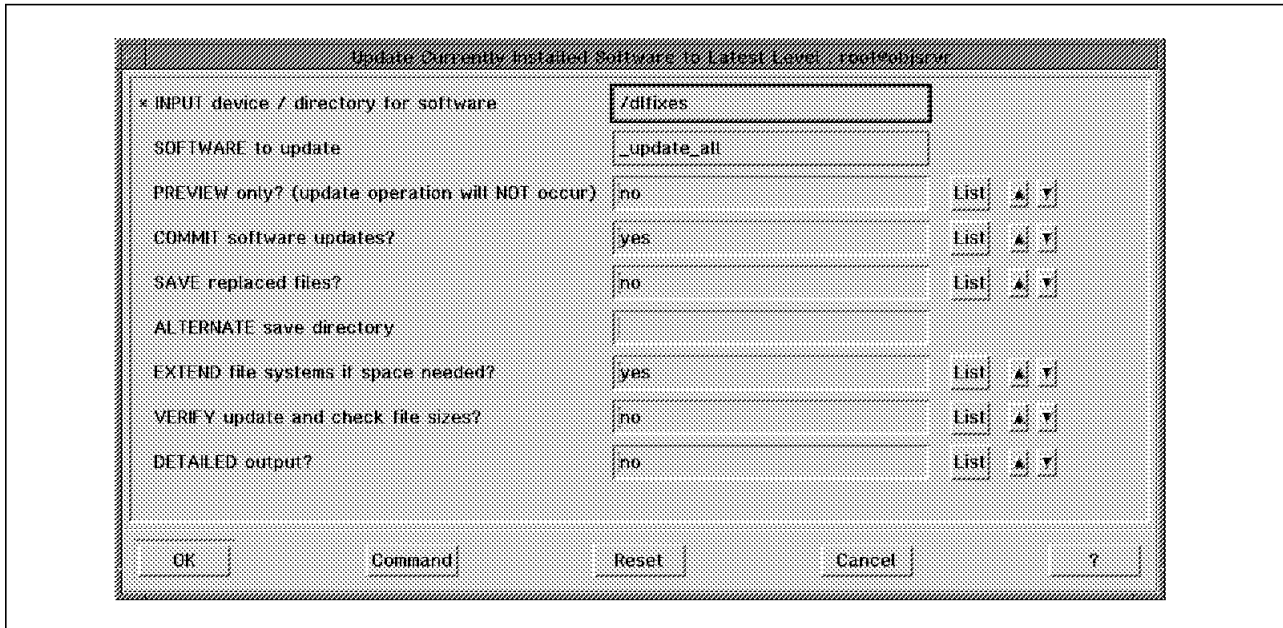 Update Currently Installed Software to Latest Level : root@objsrvr
* INPUT device / directory for software /dlfixes
SOFTWARE to update _update_all
PREVIEW only? (update operation will NOT occur) no List ▲ ▼
COMMIT software updates? yes List ▲ ▼
SAVE replaced files? no List ▲ ▼
ALTERNATE save directory
EXTEND file systems if space needed? yes List ▲ ▼
VERIFY update and check file sizes? no List ▲ ▼
DETAILED output? no List ▲ ▼
OK Command Reset Cancel ?